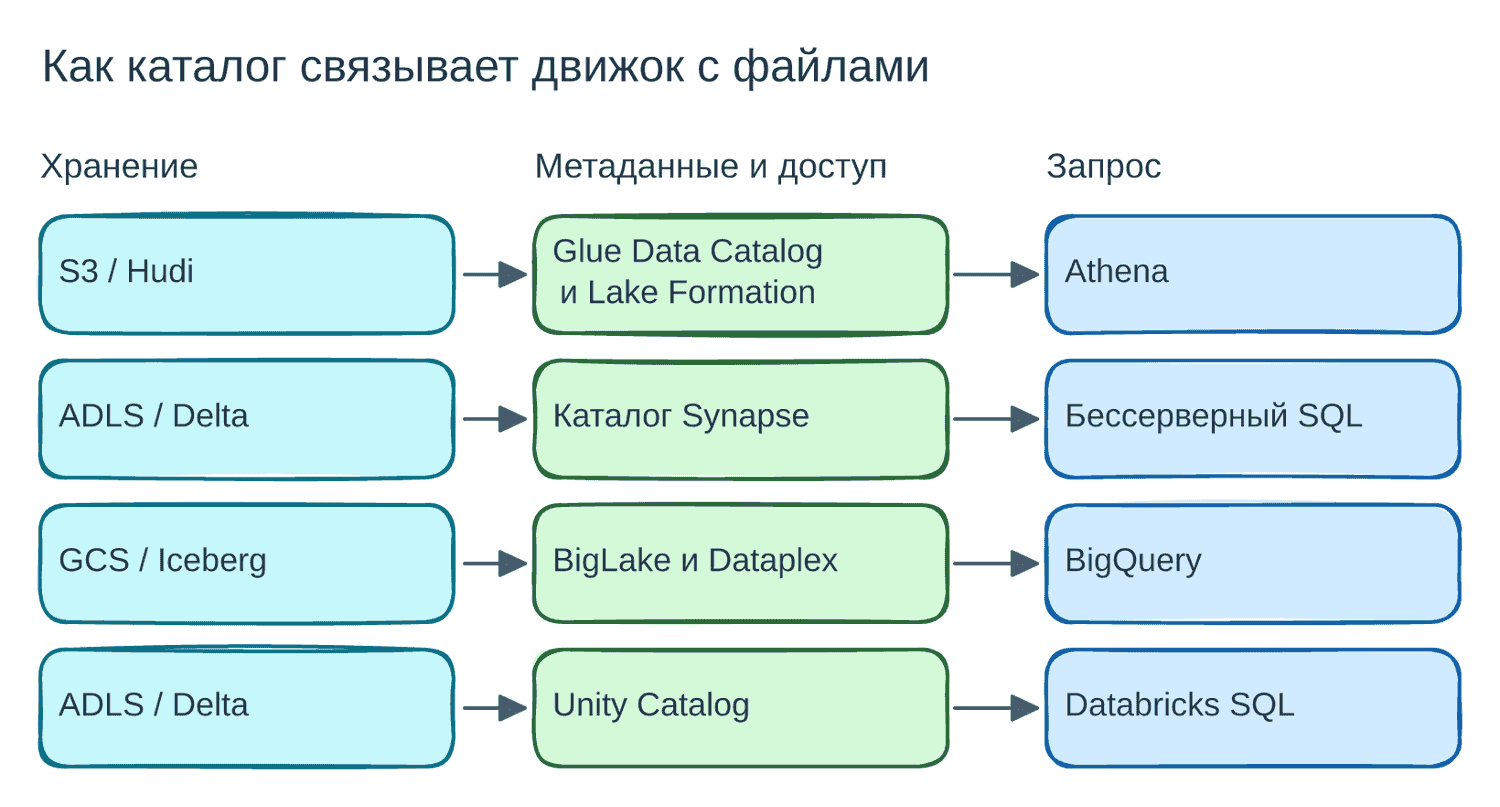 Как каталог связывает движок с файлами
Хранение
Метаданные и доступ
Запрос
S3 / Hudi
Glue Data Catalog
и Lake Formation
Athena
ADLS / Delta
Каталог Synapse
Бессерверный SQL
GCS / Iceberg
BigLake и Dataplex
BigQuery
ADLS / Delta
Unity Catalog
Databricks SQL